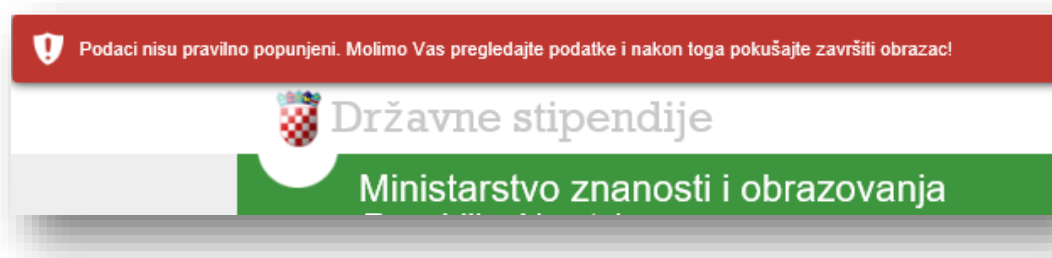 Podaci nisu pravilno popunjeni. Molimo Vas pregledajte podatke i nakon toga pokušajte završiti obrazac!
Državne stipendije
Ministarstvo znanosti i obrazovanja